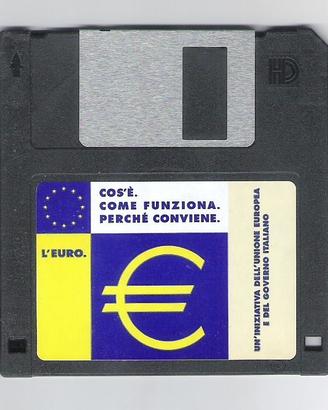 HD
COS'È.
COME FUNZIONA.
PERCHÉ CONVIENE.
L'EURO.
€
UN'INIZIATIVA DELL'UNIONE EUROPEA
E DEL GOVERNO ITALIANO